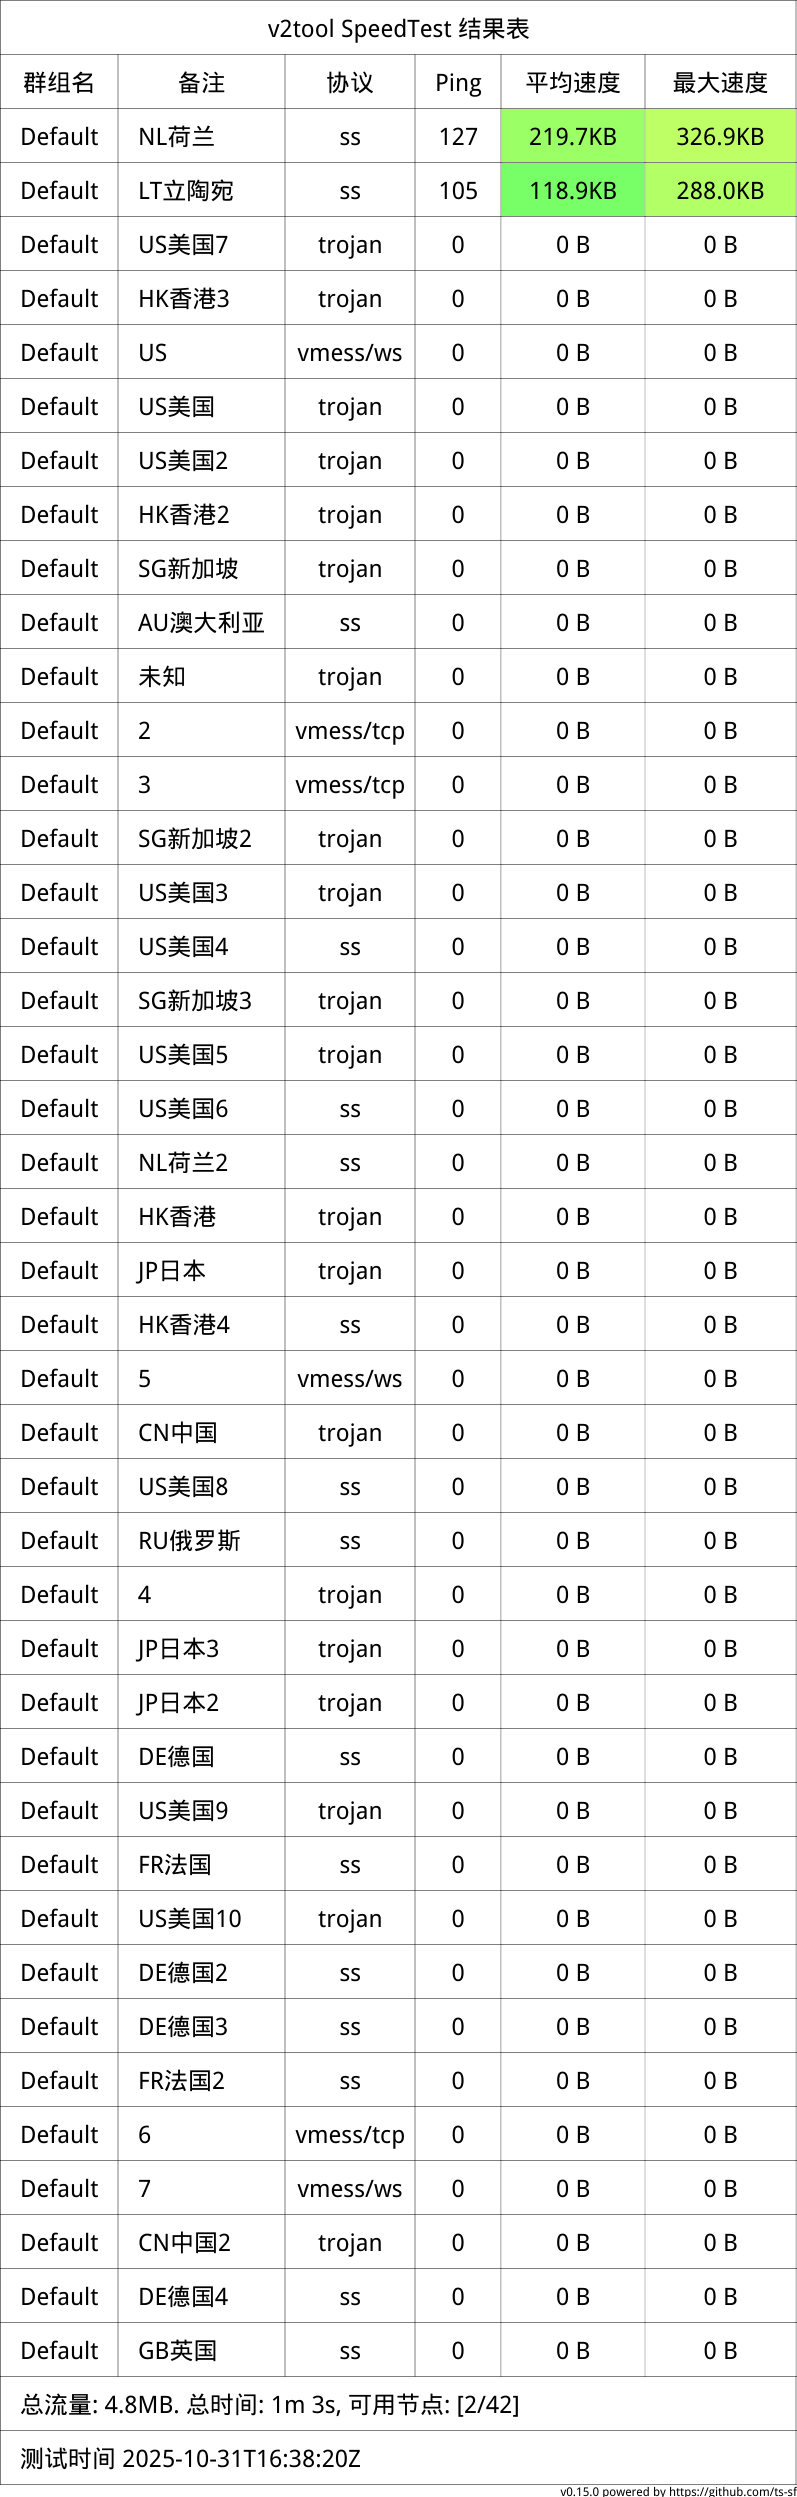 v2tool SpeedTest 结果表
群组名 备注 协议 Ping 平均速度 最大速度
Default NL荷兰 ss 127 219.7KB 326.9KB
Default LT立陶宛 ss 105 118.9KB 288.0KB
Default US美国7 trojan 0 0 B 0 B
Default HK香港3 trojan 0 0 B 0 B
Default US vmess/ws 0 0 B 0 B
Default US美国 trojan 0 0 B 0 B
Default US美国2 trojan 0 0 B 0 B
Default HK香港2 trojan 0 0 B 0 B
Default SG新加坡 trojan 0 0 B 0 B
Default AU澳大利亚 ss 0 0 B 0 B
Default 未知 trojan 0 0 B 0 B
Default 2 vmess/tcp 0 0 B 0 B
Default 3 vmess/tcp 0 0 B 0 B
Default SG新加坡2 trojan 0 0 B 0 B
Default US美国3 trojan 0 0 B 0 B
Default US美国4 ss 0 0 B 0 B
Default SG新加坡3 trojan 0 0 B 0 B
Default US美国5 trojan 0 0 B 0 B
Default US美国6 ss 0 0 B 0 B
Default NL荷兰2 ss 0 0 B 0 B
Default HK香港 trojan 0 0 B 0 B
Default JP日本 trojan 0 0 B 0 B
Default HK香港4 ss 0 0 B 0 B
Default 5 vmess/ws 0 0 B 0 B
Default CN中国 trojan 0 0 B 0 B
Default US美国8 ss 0 0 B 0 B
Default RU俄罗斯 ss 0 0 B 0 B
Default 4 trojan 0 0 B 0 B
Default JP日本3 trojan 0 0 B 0 B
Default JP日本2 trojan 0 0 B 0 B
Default DE德国 ss 0 0 B 0 B
Default US美国9 trojan 0 0 B 0 B
Default FR法国 ss 0 0 B 0 B
Default US美国10 trojan 0 0 B 0 B
Default DE德国2 ss 0 0 B 0 B
Default DE德国3 ss 0 0 B 0 B
Default FR法国2 ss 0 0 B 0 B
Default 6 vmess/tcp 0 0 B 0 B
Default 7 vmess/ws 0 0 B 0 B
Default CN中国2 trojan 0 0 B 0 B
Default DE德国4 ss 0 0 B 0 B
Default GB英国 ss 0 0 B 0 B
总流量: 4.8MB. 总时间: 1m 3s, 可用节点: [2/42]
测试时间 2025-10-31T16:38:20Z
v0.15.0 powered by https://github.com/ts-sf